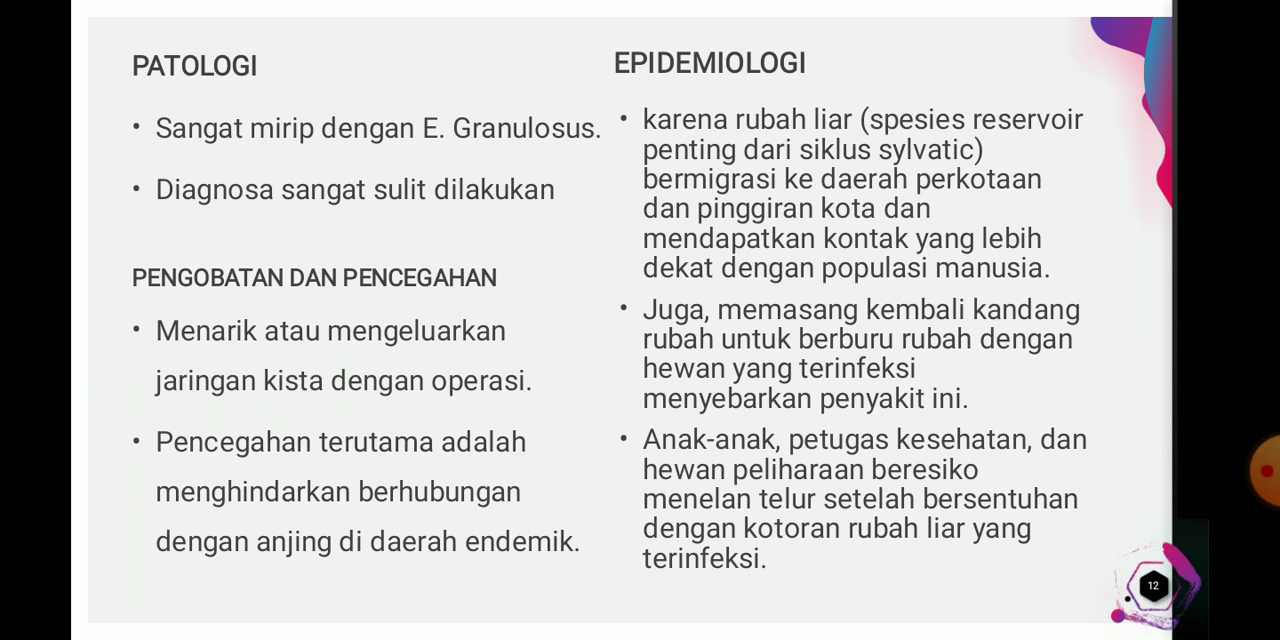 PATOLOGI
• Sangat mirip dengan E. Granulosus.
• Diagnosa sangat sulit dilakukan
PENGOBATAN DAN PENCEGAHAN
• Menarik atau mengeluarkan
jaringan kista dengan operasi.
• Pencegahan terutama adalah
menghindarkan berhubungan
dengan anjing di daerah endemik.
EPIDEMIOLOGI
• karena rubah liar (spesies reservoir
penting dari siklus sylvatic)
bermigrasi ke daerah perkotaan
dan pinggiran kota dan
mendapatkan kontak yang lebih
dekat dengan populasi manusia.
• Juga, memasang kembali kandang
rubah untuk berburu rubah dengan
hewan yang terinfeksi
menyebarkan penyakit ini.
• Anak-anak, petugas kesehatan, dan
hewan peliharaan beresiko
menelan telur setelah bersentuhan
dengan kotoran rubah liar yang
terinfeksi.
12